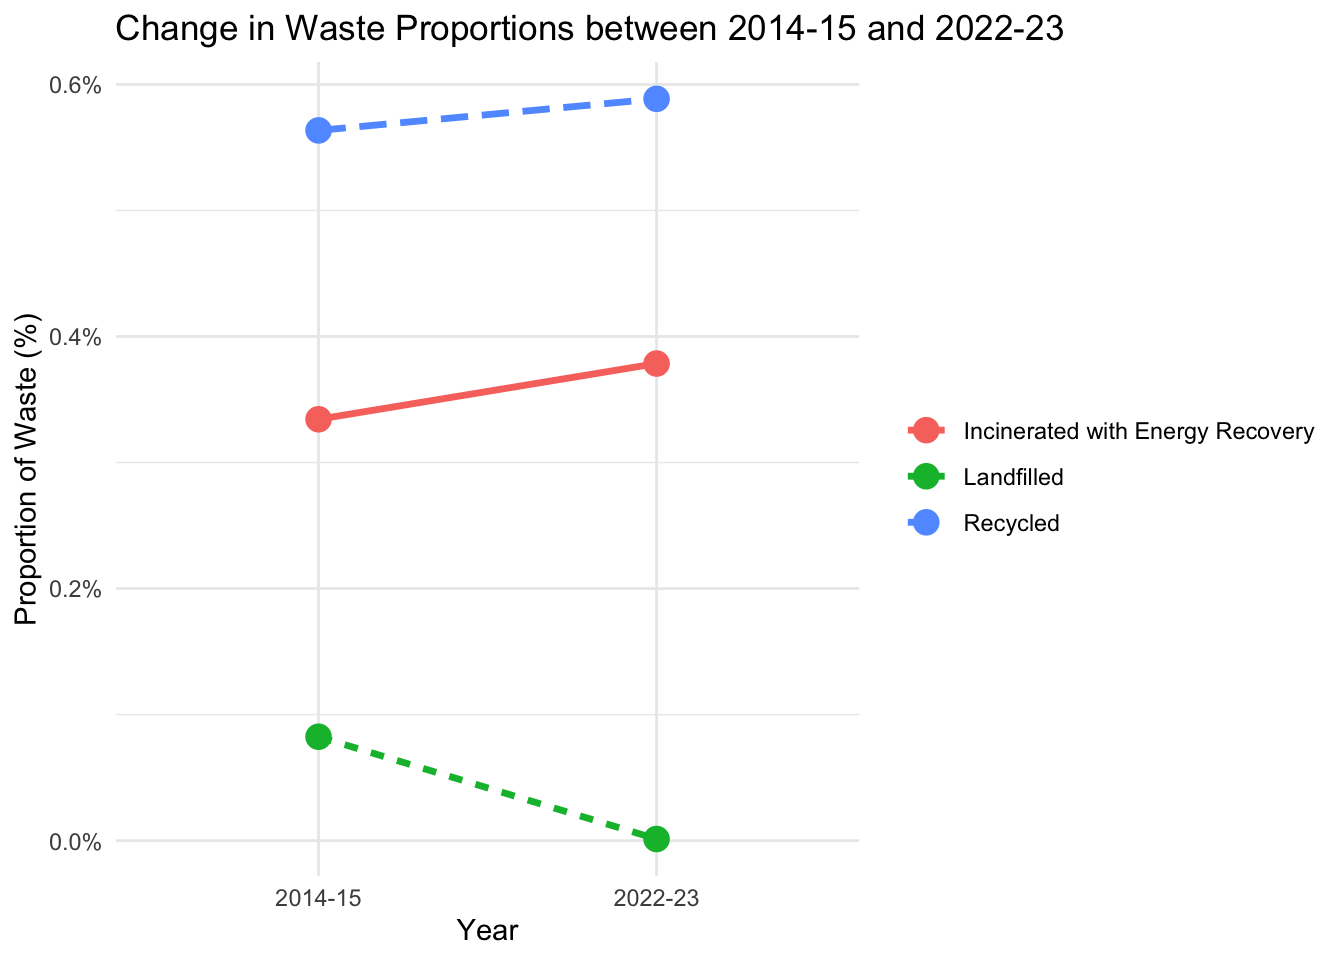 Change in Waste Proportions between 2014-15 and 2022-23
Proportion of Waste (%)
0.6%
0.4%
0.2%
0.0%
2014-15
2022-23
Year
Incinerated with Energy Recovery
Landfilled
Recycled